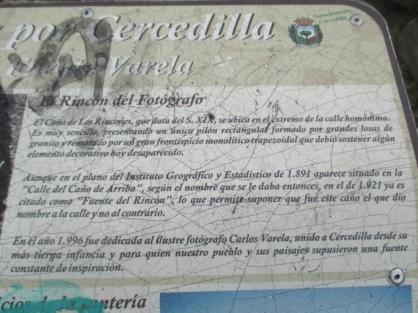 por Cercedilla
Varela
El Rincón del Fotógrafo
El Caño de Los Rincones, que data del S. XIX, se ubica en el extremo de la calle homónima.
Es muy sencillo, presentando un único pilón rectangular formado por grandes losas de
granito y rematado por un gran frontispicio monolítico trapezoidal que debió sostener algún
elemento decorativo hoy desaparecido.
Aunque en el plano del Instituto Geográfico y Estadístico de 1.891 aparece situado en la
"Calle del Caño de Arriba", según el nombre que se le daba entonces, en el de 1.921 ya es
citado como "Fuente del Rincón", lo que permite suponer que fue este caño el que dio
nombre a la calle y no al contrario.
En el año 1.996 fue dedicada al ilustre fotógrafo Carlos Varela, unido a Cercedilla desde su
más tierna infancia y para quien nuestro pueblo y sus paisajes supusieron una fuente
constante de inspiración.
de la cantería